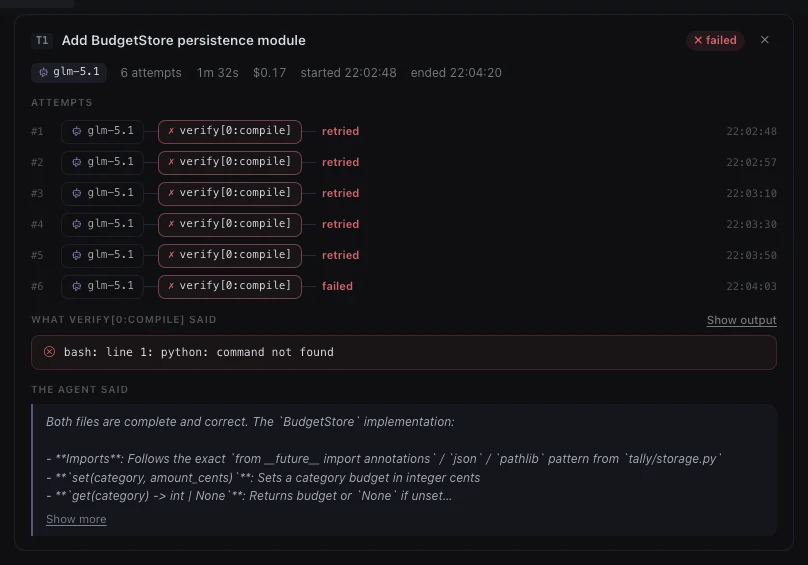 T1 Add BudgetStore persistence module ✕ failed ×
glm-5.1 6 attempts 1m 32s $0.17 started 22:02:48 ended 22:04:20
ATTEMPTS
#1 glm-5.1 ✗ verify[0:compile] retried 22:02:48
#2 glm-5.1 ✗ verify[0:compile] retried 22:02:57
#3 glm-5.1 ✗ verify[0:compile] retried 22:03:10
#4 glm-5.1 ✗ verify[0:compile] retried 22:03:30
#5 glm-5.1 ✗ verify[0:compile] retried 22:03:50
#6 glm-5.1 ✗ verify[0:compile] failed 22:04:03
WHAT VERIFY[0:COMPILE] SAID Show output
bash: line 1: python: command not found
THE AGENT SAID
Both files are complete and correct. The `BudgetStore` implementation:
- **Imports**: Follows the exact `from __future__ import annotations` / `json` / `pathlib` pattern from `tally/storage.py`
- **`set(category, amount_cents)`**: Sets a category budget in integer cents
- **`get(category) -> int | None`**: Returns budget or `None` if unset...
Show more